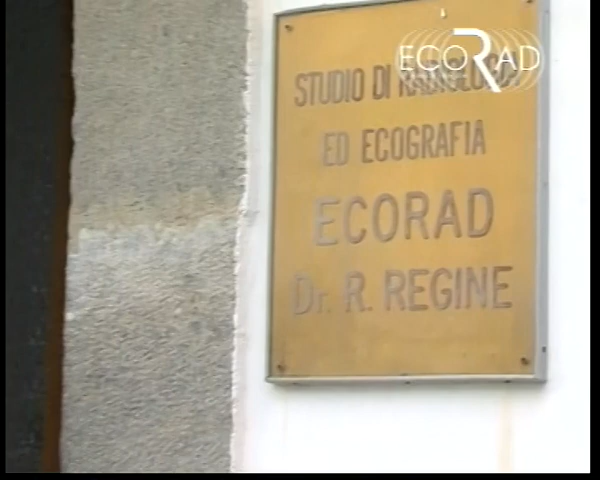 ECORAD
STUDIO DI RADIOLOGIA
ED ECOGRAFIA
ECORAD
Dr. R. REGINE